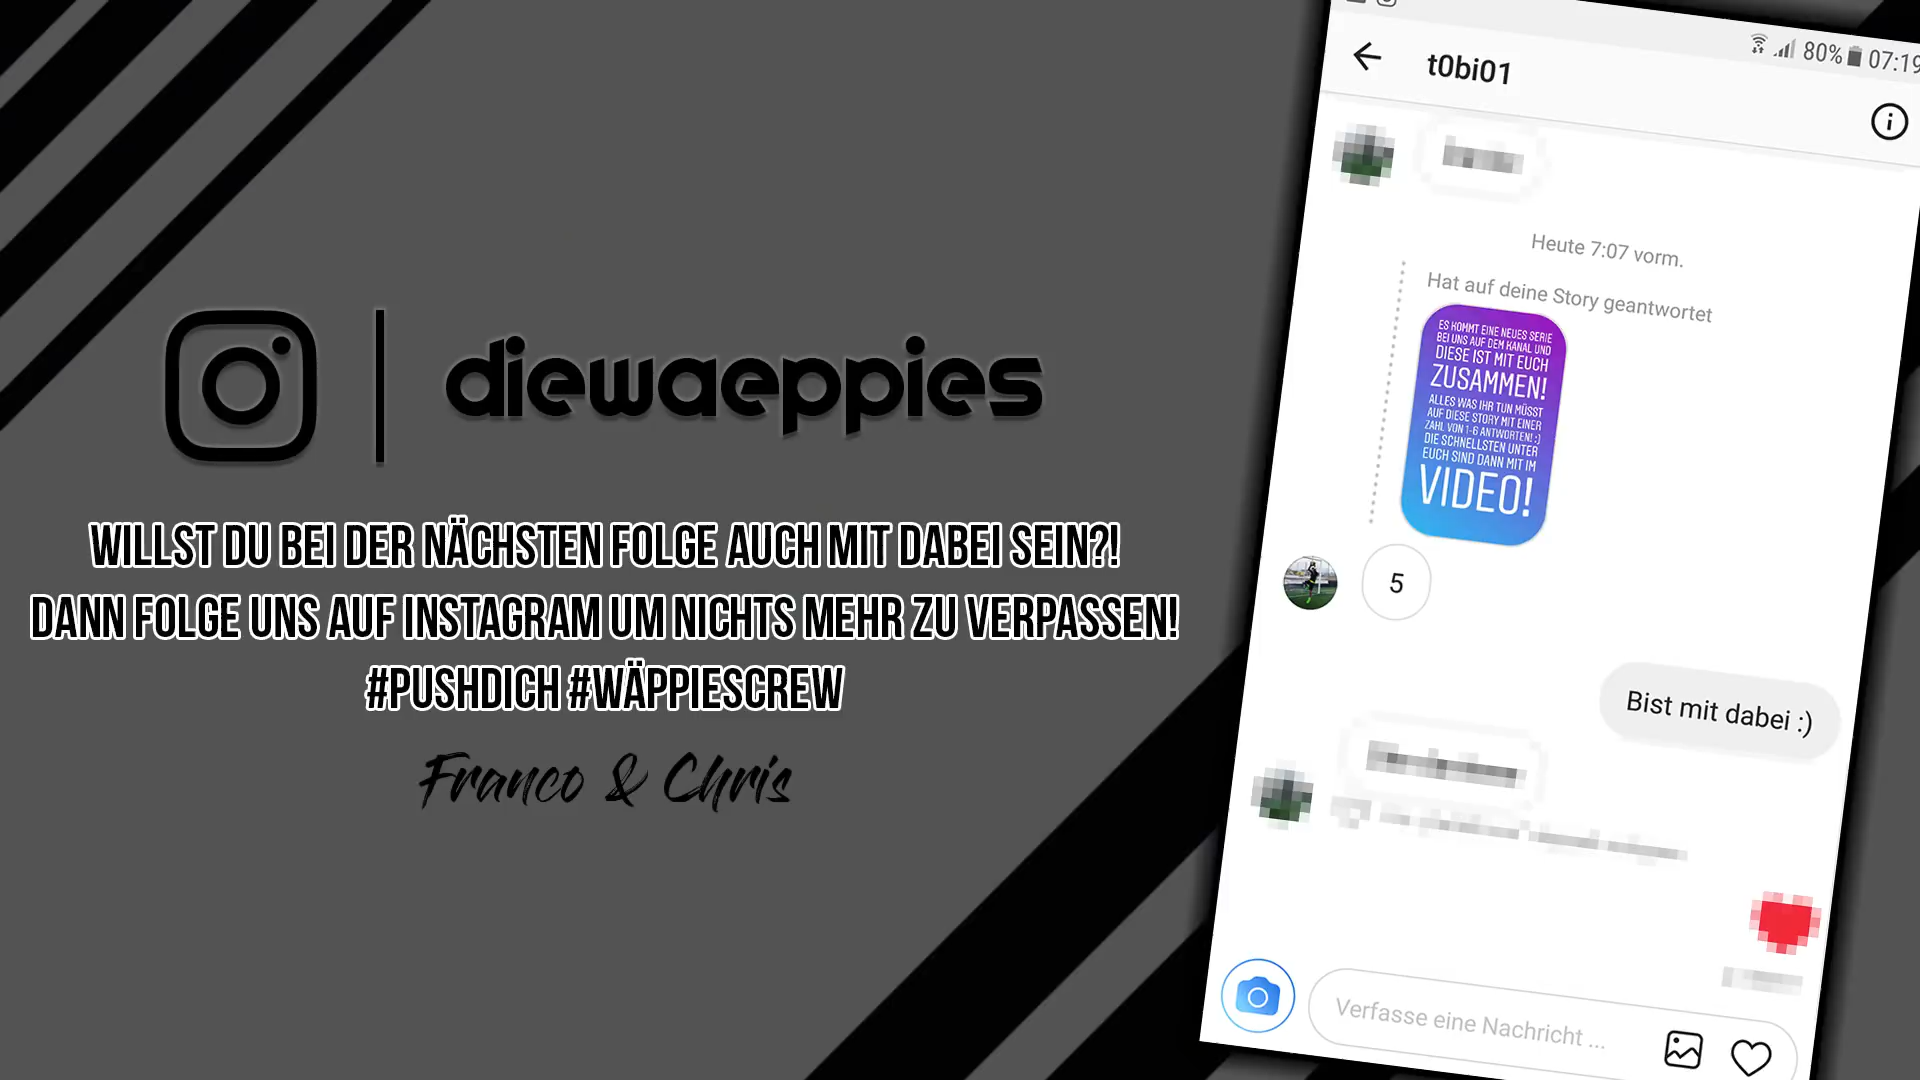 diewaeppies
WILLST DU BEI DER NÄCHSTEN FOLGE AUCH MIT DABEI SEIN?!
DANN FOLGE UNS AUF INSTAGRAM UM NICHTS MEHR ZU VERPASSEN!
#PUSHDICH #WÄPPIESCREW
Franco & Chris
80% 07:19
t0bi01
Heute 7:07 vorm.
Hat auf deine Story geantwortet
ES KOMMT EINE NEUES SERIE
BEI UNS AUF DEM KANAL UND
DIESE IST MIT EUCH
ZUSAMMEN!
ALLES WAS IHR TUN MÜSST
AUF DIESE STORY MIT EINER
ZAHL VON 1-6 ANTWORTEN! :)
DIE SCHNELLSTEN UNTER
EUCH SIND DANN MIT IM
VIDEO!
5
Bist mit dabei :)
Verfasse eine Nachricht ...